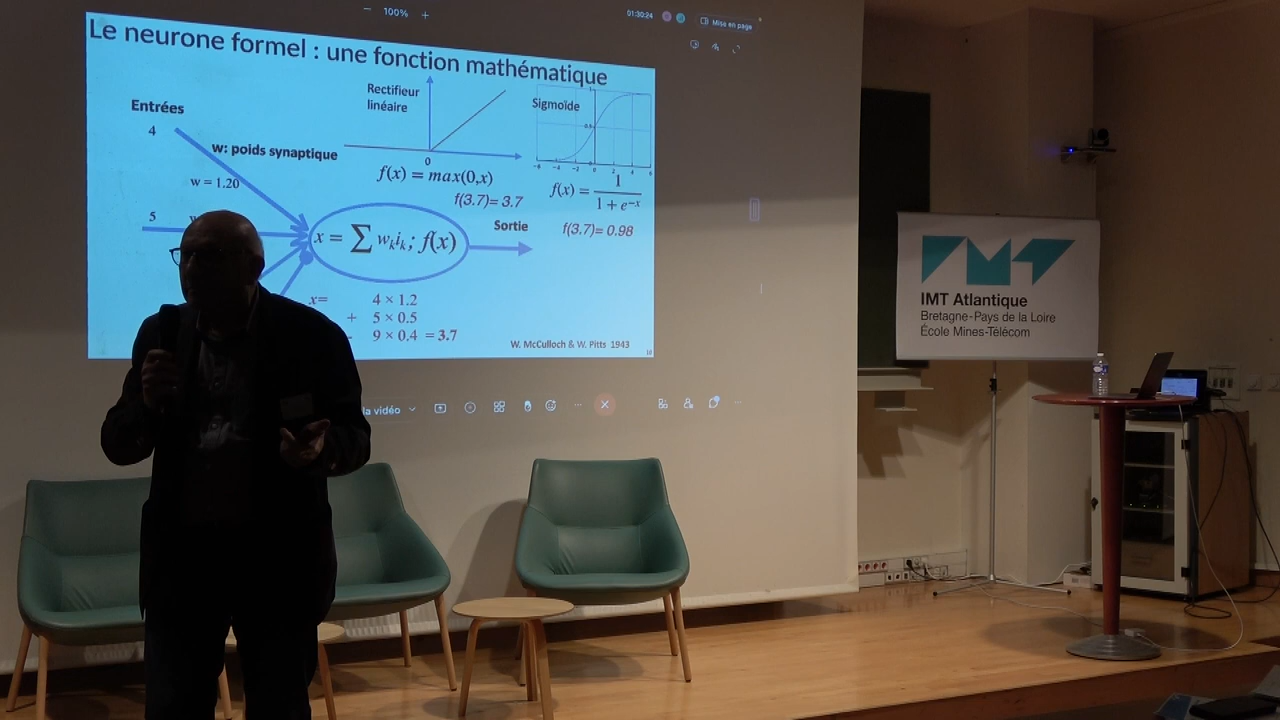 100%
01:30:24
Mise en page
Le neurone formel : une fonction mathématique
Entrées
4
w: poids synaptique
w = 1.20
5
Rectifieur
linéaire
0
f(x) = max(0,x)
f(3.7)= 3.7
Sigmoïde
f(x) = 1 / 1 + e⁻ˣ
f(3.7)= 0.98
x = ∑ wₖiₖ; f(x)
Sortie
x= 4 × 1.2
+ 5 × 0.5
9 × 0.4 = 3.7
W. McCulloch & W. Pitts 1943
la vidéo
IMT Atlantique
Bretagne-Pays de la Loire
École Mines-Télécom